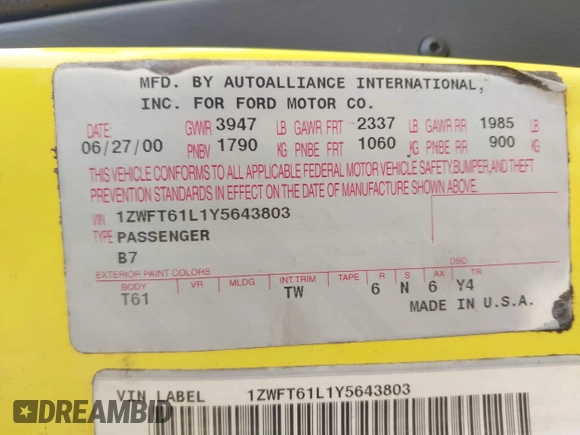 MFD. BY AUTOALLIANCE INTERNATIONAL,
INC. FOR FORD MOTOR CO.
DATE: GVWR 3947 LB GAWR FRT 2337 LB GAWR RR 1985 LB
06/27/00 PNBV 1790 KG PNBE FRT 1060 KG PNBE RR 900 KG
THIS VEHICLE CONFORMS TO ALL APPLICABLE FEDERAL MOTOR VEHICLE SAFETY, BUMPER, AND THEFT
PREVENTION STANDARDS IN EFFECT ON THE DATE OF MANUFACTURE SHOWN ABOVE.
VIN 1ZWFT61L1Y5643803
TYPE PASSENGER
B7
EXTERIOR PAINT COLORS DSO
BODY VR MLDG INT.TRIM TAPE R S AX TR
T61 TW 6 N 6 Y4
MADE IN U.S.A.
VIN LABEL 1ZWFT61L1Y5643803
DREAMBID